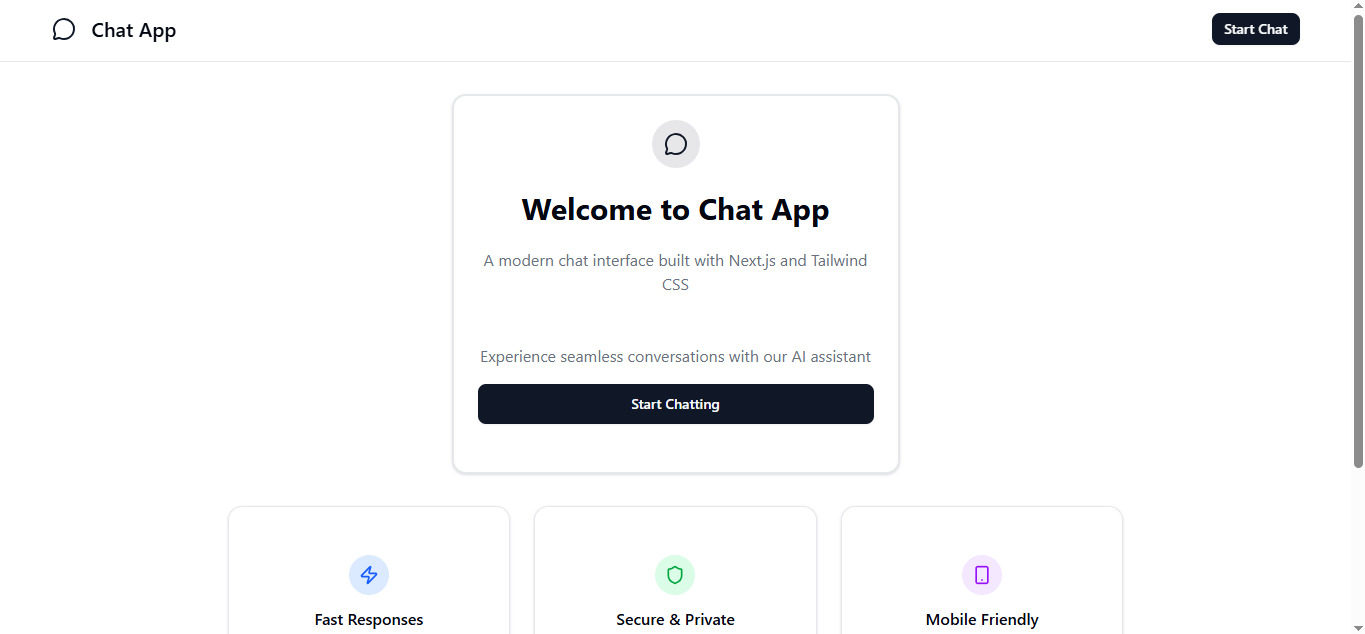 Chat App
Start Chat
Welcome to Chat App
A modern chat interface built with Next.js and Tailwind
CSS
Experience seamless conversations with our AI assistant
Start Chatting
Fast Responses
Secure & Private
Mobile Friendly